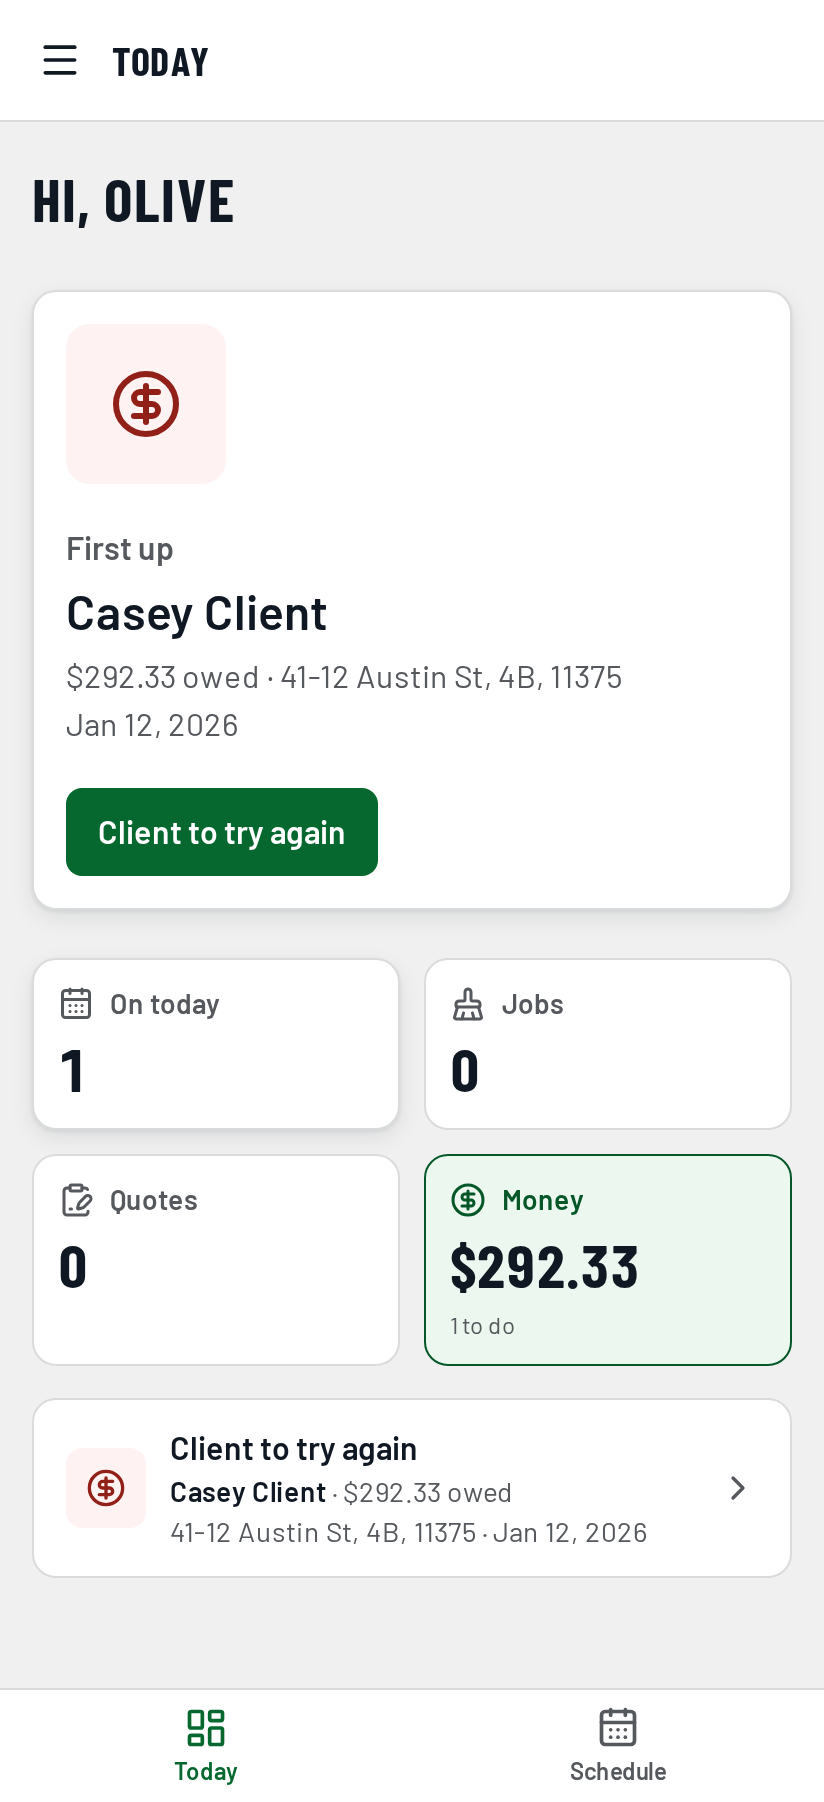 TODAY
HI, OLIVE
First up
Casey Client
$292.33 owed · 41-12 Austin St, 4B, 11375
Jan 12, 2026
Client to try again
On today
1
Jobs
0
Quotes
0
Money
$292.33
1 to do
Client to try again
Casey Client · $292.33 owed
41-12 Austin St, 4B, 11375 · Jan 12, 2026
Today
Schedule